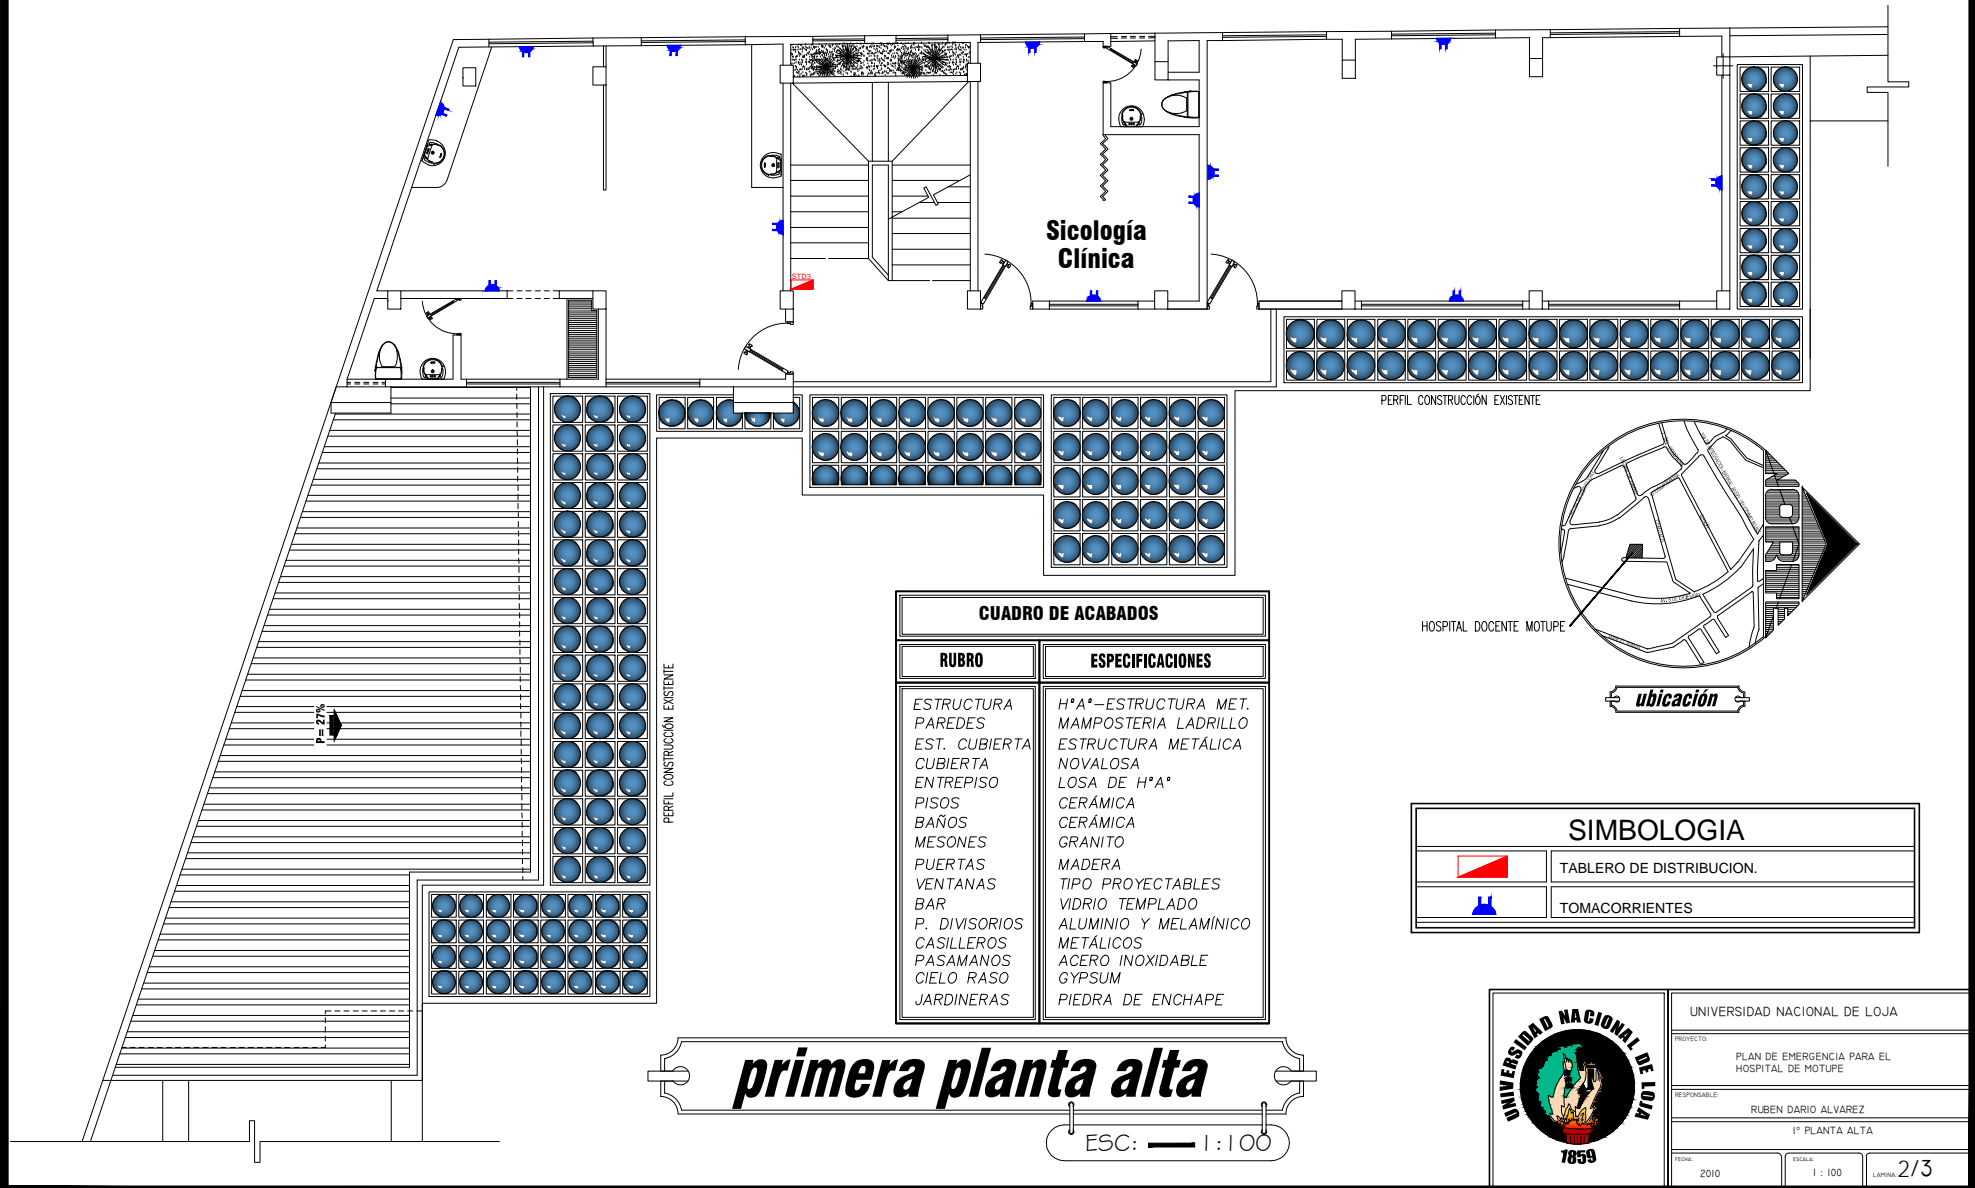 STD3
Sicología
Clínica
PERFIL CONSTRUCCIÓN EXISTENTE
PERFIL CONSTRUCCIÓN EXISTENTE
P= 27%
NORTE
HOSPITAL DOCENTE MOTUPE
ubicación
CUADRO DE ACABADOS
RUBRO ESPECIFICACIONES
ESTRUCTURA HºAº-ESTRUCTURA MET.
PAREDES MAMPOSTERIA LADRILLO
EST. CUBIERTA ESTRUCTURA METÁLICA
CUBIERTA NOVALOSA
ENTREPISO LOSA DE HºAº
PISOS CERÁMICA
BAÑOS CERÁMICA
MESONES GRANITO
PUERTAS MADERA
VENTANAS TIPO PROYECTABLES
BAR VIDRIO TEMPLADO
P. DIVISORIOS ALUMINIO Y MELAMÍNICO
CASILLEROS METÁLICOS
PASAMANOS ACERO INOXIDABLE
CIELO RASO GYPSUM
JARDINERAS PIEDRA DE ENCHAPE
SIMBOLOGIA
TABLERO DE DISTRIBUCION.
TOMACORRIENTES
primera planta alta
ESC: 1:100
UNIVERSIDAD NACIONAL DE LOJA
1859
UNIVERSIDAD NACIONAL DE LOJA
PROYECTO:
PLAN DE EMERGENCIA PARA EL
HOSPITAL DE MOTUPE
RESPONSABLE:
RUBEN DARIO ALVAREZ
1º PLANTA ALTA
FECHA:
2010
ESCALA:
1 : 100
LAMINA: 2/3